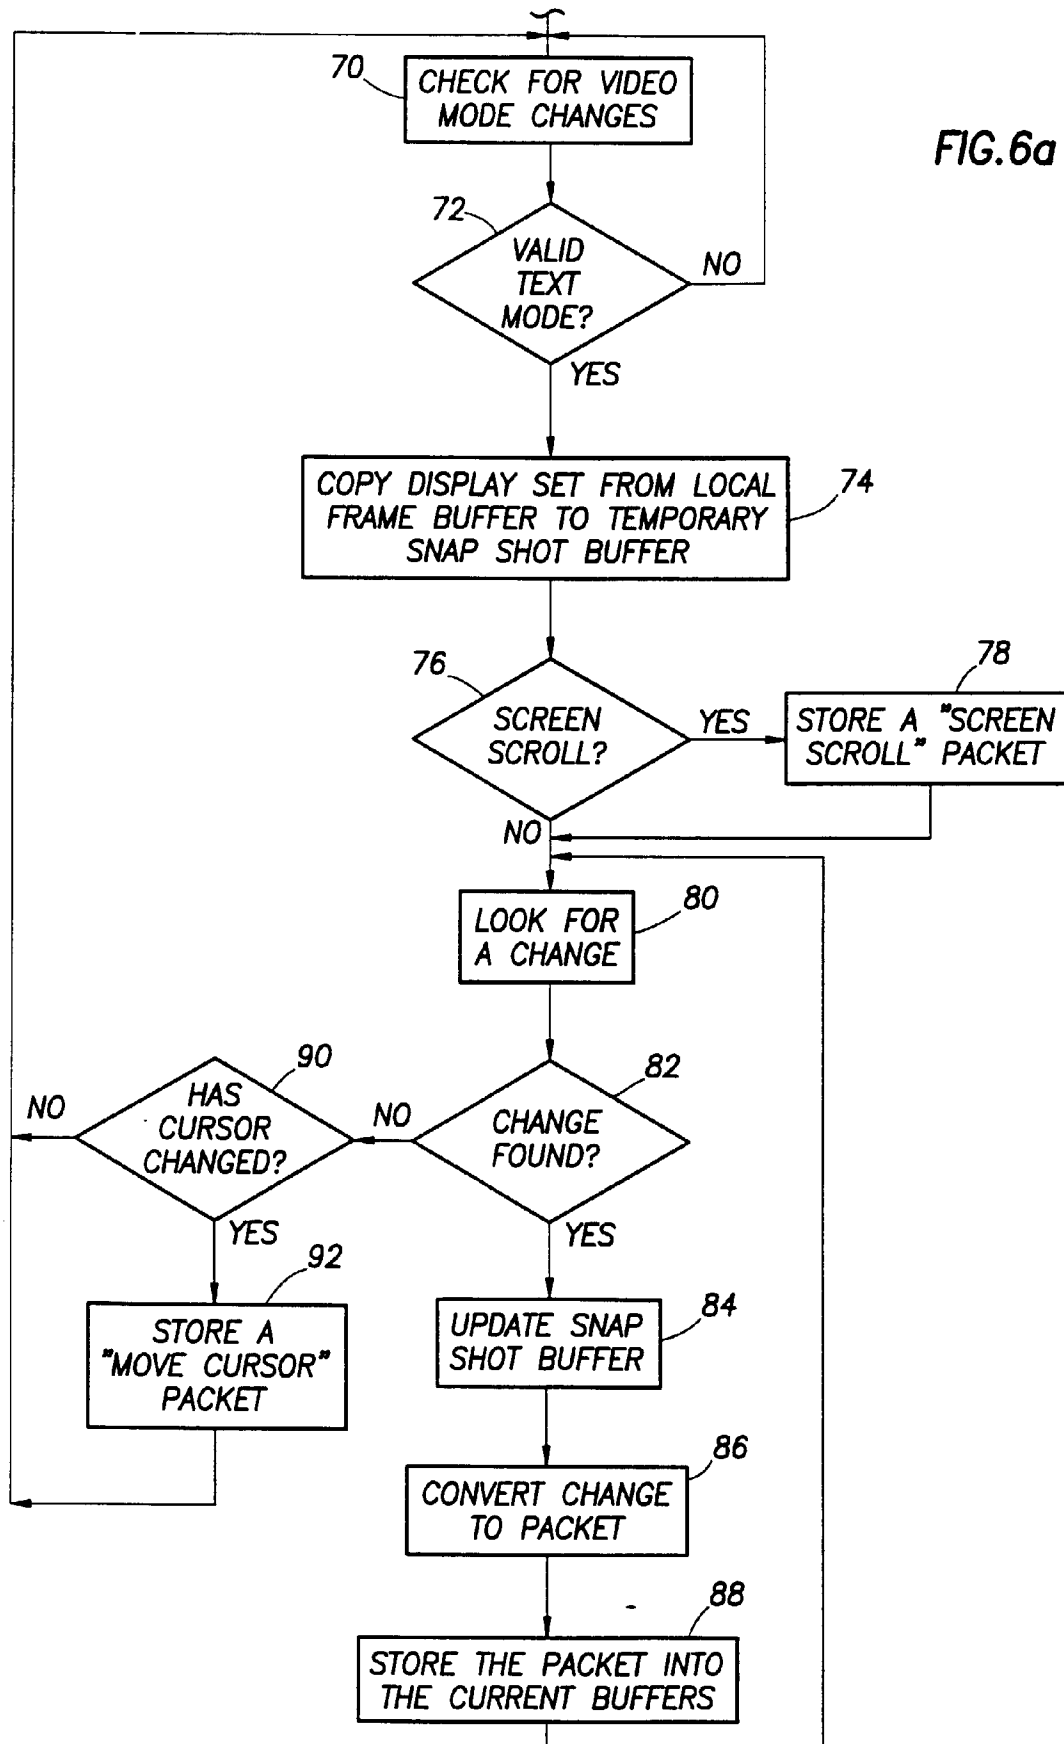 FIG.6a
70
CHECK FOR VIDEO
MODE CHANGES
72
VALID
TEXT
MODE?
NO
YES
COPY DISPLAY SET FROM LOCAL
FRAME BUFFER TO TEMPORARY
SNAP SHOT BUFFER
74
76
SCREEN
SCROLL?
YES
78
STORE A "SCREEN
SCROLL" PACKET
NO
LOOK FOR
A CHANGE
80
82
CHANGE
FOUND?
NO
90
HAS
CURSOR
CHANGED?
NO
YES
92
STORE A
"MOVE CURSOR"
PACKET
YES
UPDATE SNAP
SHOT BUFFER
84
86
CONVERT CHANGE
TO PACKET
88
STORE THE PACKET INTO
THE CURRENT BUFFERS